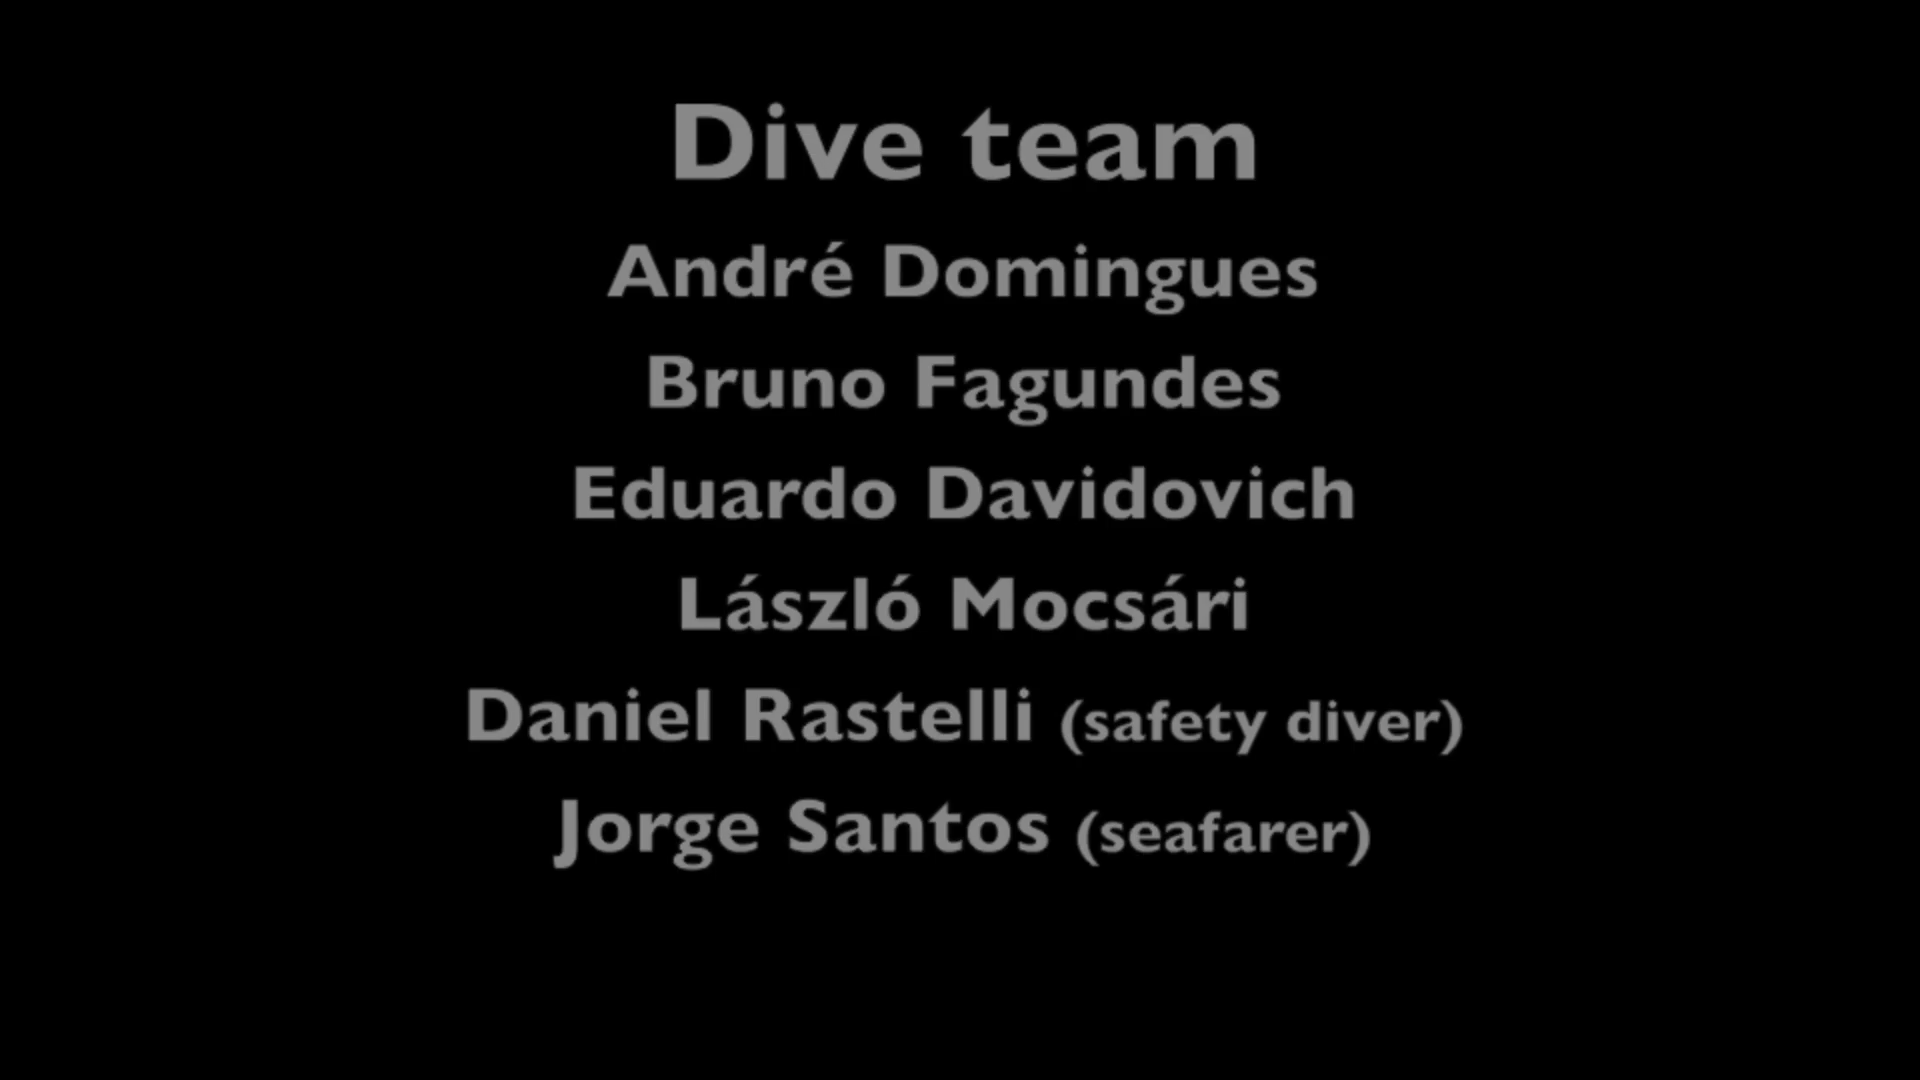 Dive team
André Domingues
Bruno Fagundes
Eduardo Davidovich
László Mocsári
Daniel Rastelli (safety diver)
Jorge Santos (seafarer)